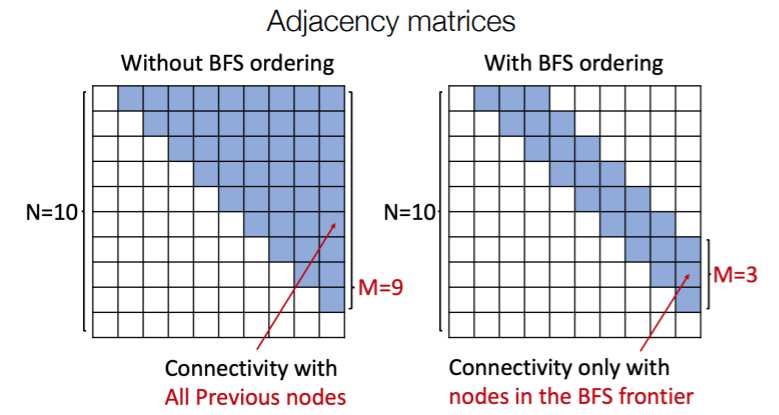 Adjacency matrices
Without BFS ordering
With BFS ordering
N=10
M=9
N=10
M=3
Connectivity with
All Previous nodes
Connectivity only with
nodes in the BFS frontier